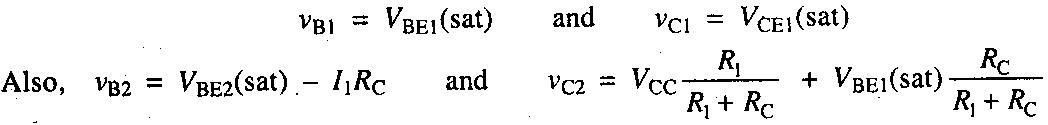 v_B1 = V_BE1(sat) and v_C1 = V_CE1(sat)
Also, v_B2 = V_BE2(sat) - I_1R_C and v_C2 = V_CC R_1/(R_1 + R_C) + V_BE1(sat) R_C/(R_1 + R_C)